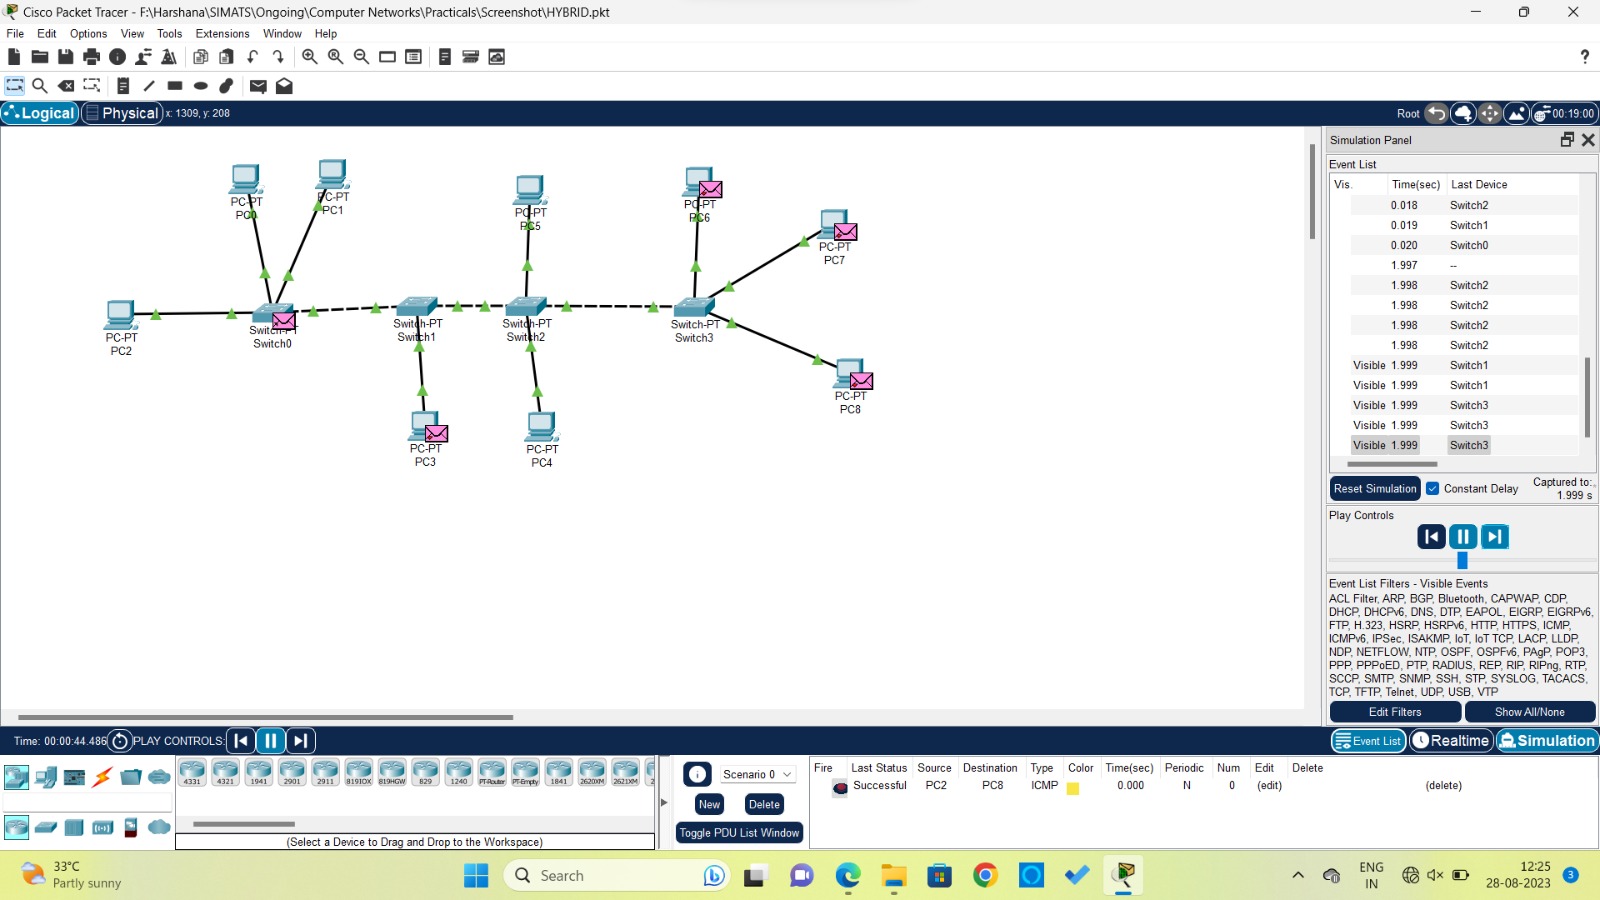 Cisco Packet Tracer - F:\Harshana\SIMATS\Ongoing\Computer Networks\Practicals\Screenshot\HYBRID.pkt
File Edit Options View Tools Extensions Window Help
?
Logical Physical x: 1309, y: 208 Root 00:19:00
Simulation Panel
Event List
Vis. Time(sec) Last Device
0.018 Switch2
0.019 Switch1
0.020 Switch0
1.997 --
1.998 Switch2
1.998 Switch2
1.998 Switch2
1.998 Switch2
Visible 1.999 Switch1
Visible 1.999 Switch1
Visible 1.999 Switch3
Visible 1.999 Switch3
Visible 1.999 Switch3
Reset Simulation Constant Delay Captured to:
1.999 s
Play Controls
Event List Filters - Visible Events
ACL Filter, ARP, BGP, Bluetooth, CAPWAP, CDP,
DHCP, DHCPv6, DNS, DTP, EAPOL, EIGRP, EIGRPv6,
FTP, H.323, HSRP, HSRPv6, HTTP, HTTPS, ICMP,
ICMPv6, IPSec, ISAKMP, IoT, IoT TCP, LACP, LLDP,
NDP, NETFLOW, NTP, OSPF, OSPFv6, PAgP, POP3,
PPP, PPPoED, PTP, RADIUS, REP, RIP, RIPng, RTP,
SCCP, SMTP, SNMP, SSH, STP, SYSLOG, TACACS,
TCP, TFTP, Telnet, UDP, USB, VTP
Edit Filters Show All/None
PC-PT
PC0
PC-PT
PC1
PC-PT
PC5
PC-PT
PC6
PC-PT
PC7
PC-PT
PC2
Switch-PT
Switch0
Switch-PT
Switch1
Switch-PT
Switch2
Switch-PT
Switch3
PC-PT
PC8
PC-PT
PC3
PC-PT
PC4
Time: 00:00:44.486 PLAY CONTROLS:
Event List Realtime Simulation
4331 4321 1941 2901 2911 819IOX 819HGW 829 1240 PT-Router PT-Empty 1841 2620XM 2621XM 2
(Select a Device to Drag and Drop to the Workspace)
Scenario 0
New Delete
Toggle PDU List Window
Fire Last Status Source Destination Type Color Time(sec) Periodic Num Edit Delete
Successful PC2 PC8 ICMP 0.000 N 0 (edit) (delete)
33°C
Partly sunny
Search
ENG
IN
12:25
28-08-2023
3